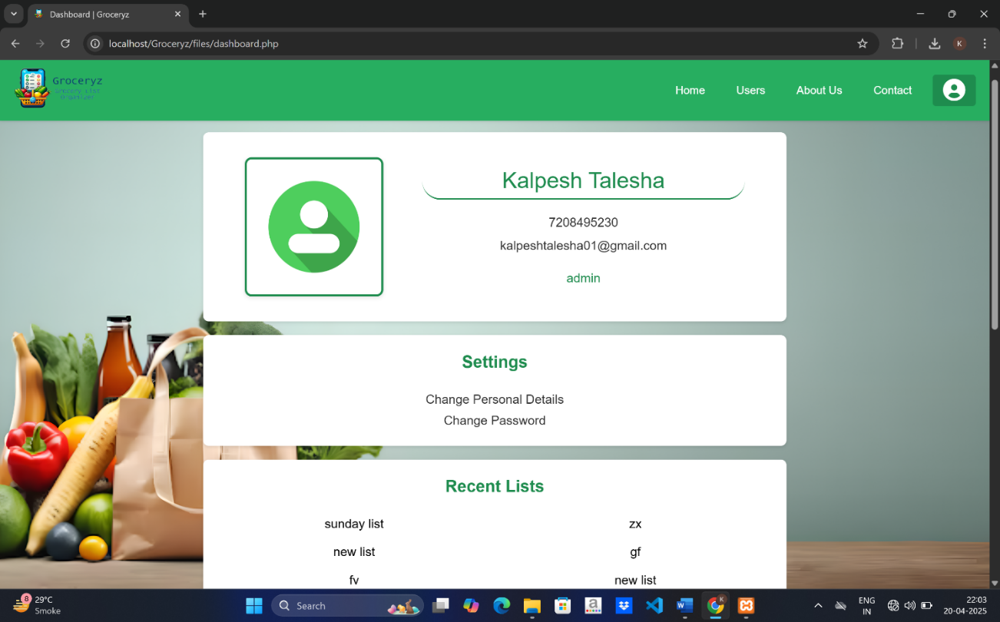 Dashboard | Groceryz
localhost/Groceryz/files/dashboard.php
K
Groceryz
Grocery List
Organizer
Home
Users
About Us
Contact
Kalpesh Talesha
7208495230
kalpeshtalesha01@gmail.com
admin
Settings
Change Personal Details
Change Password
Recent Lists
sunday list
zx
new list
gf
fv
new list
8
29°C
Smoke
Search
a
W
K
ENG
IN
22:03
20-04-2025